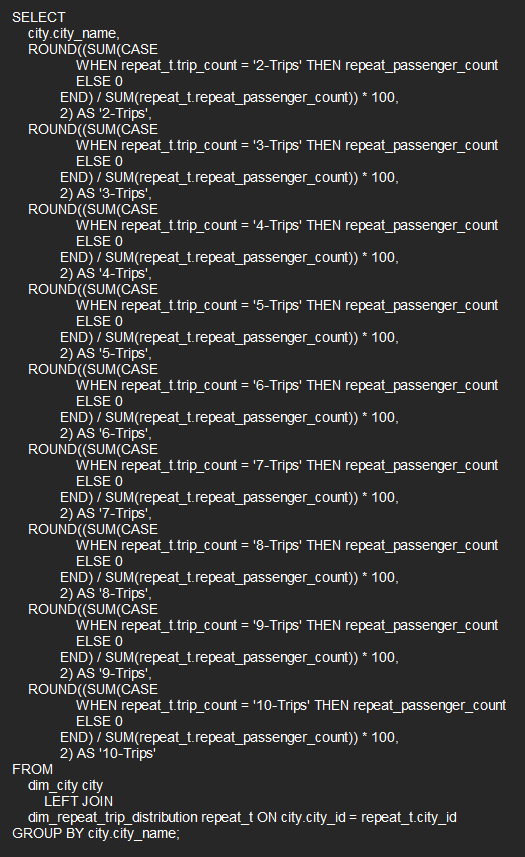 SELECT
city.city_name,
ROUND((SUM(CASE
WHEN repeat_t.trip_count = '2-Trips' THEN repeat_passenger_count
ELSE 0
END) / SUM(repeat_t.repeat_passenger_count)) * 100,
2) AS '2-Trips',
ROUND((SUM(CASE
WHEN repeat_t.trip_count = '3-Trips' THEN repeat_passenger_count
ELSE 0
END) / SUM(repeat_t.repeat_passenger_count)) * 100,
2) AS '3-Trips',
ROUND((SUM(CASE
WHEN repeat_t.trip_count = '4-Trips' THEN repeat_passenger_count
ELSE 0
END) / SUM(repeat_t.repeat_passenger_count)) * 100,
2) AS '4-Trips',
ROUND((SUM(CASE
WHEN repeat_t.trip_count = '5-Trips' THEN repeat_passenger_count
ELSE 0
END) / SUM(repeat_t.repeat_passenger_count)) * 100,
2) AS '5-Trips',
ROUND((SUM(CASE
WHEN repeat_t.trip_count = '6-Trips' THEN repeat_passenger_count
ELSE 0
END) / SUM(repeat_t.repeat_passenger_count)) * 100,
2) AS '6-Trips',
ROUND((SUM(CASE
WHEN repeat_t.trip_count = '7-Trips' THEN repeat_passenger_count
ELSE 0
END) / SUM(repeat_t.repeat_passenger_count)) * 100,
2) AS '7-Trips',
ROUND((SUM(CASE
WHEN repeat_t.trip_count = '8-Trips' THEN repeat_passenger_count
ELSE 0
END) / SUM(repeat_t.repeat_passenger_count)) * 100,
2) AS '8-Trips',
ROUND((SUM(CASE
WHEN repeat_t.trip_count = '9-Trips' THEN repeat_passenger_count
ELSE 0
END) / SUM(repeat_t.repeat_passenger_count)) * 100,
2) AS '9-Trips',
ROUND((SUM(CASE
WHEN repeat_t.trip_count = '10-Trips' THEN repeat_passenger_count
ELSE 0
END) / SUM(repeat_t.repeat_passenger_count)) * 100,
2) AS '10-Trips'
FROM
dim_city city
LEFT JOIN
dim_repeat_trip_distribution repeat_t ON city.city_id = repeat_t.city_id
GROUP BY city.city_name;